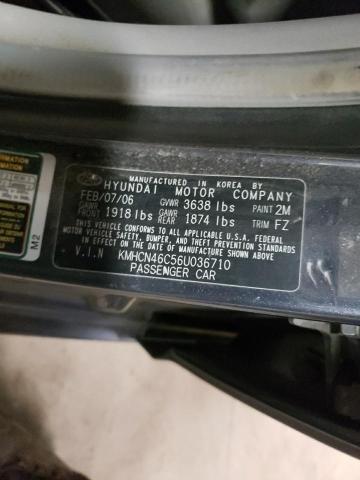 MANUFACTURED IN KOREA BY
HYUNDAI MOTOR COMPANY
FEB/07/06 GVWR 3638 lbs PAINT 2M
GAWR FRONT 1918 lbs GAWR REAR 1874 lbs TRIM FZ
THIS VEHICLE CONFORMS TO ALL APPLICABLE U.S.A. FEDERAL
MOTOR VEHICLE SAFETY, BUMPER, AND THEFT PREVENTION STANDARDS
IN EFFECT ON THE DATE OF MANUFACTURE SHOWN ABOVE
V.I.N KMHCN46C56U036710
PASSENGER CAR
INFORMATION
M2